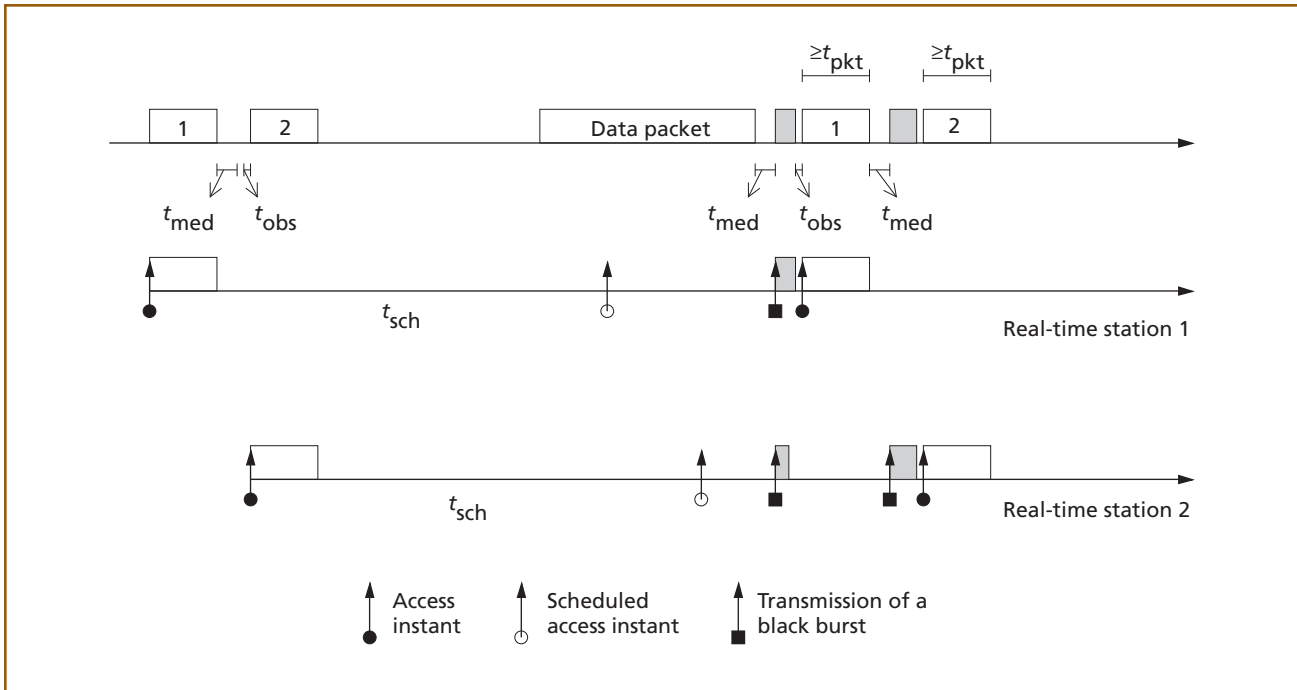 ≥tpkt
≥tpkt
1
2
Data packet
1
2
tmed
tobs
tmed
tobs
tmed
tsch
Real-time station 1
tsch
Real-time station 2
Access
instant
Scheduled
access instant
Transmission of a
black burst